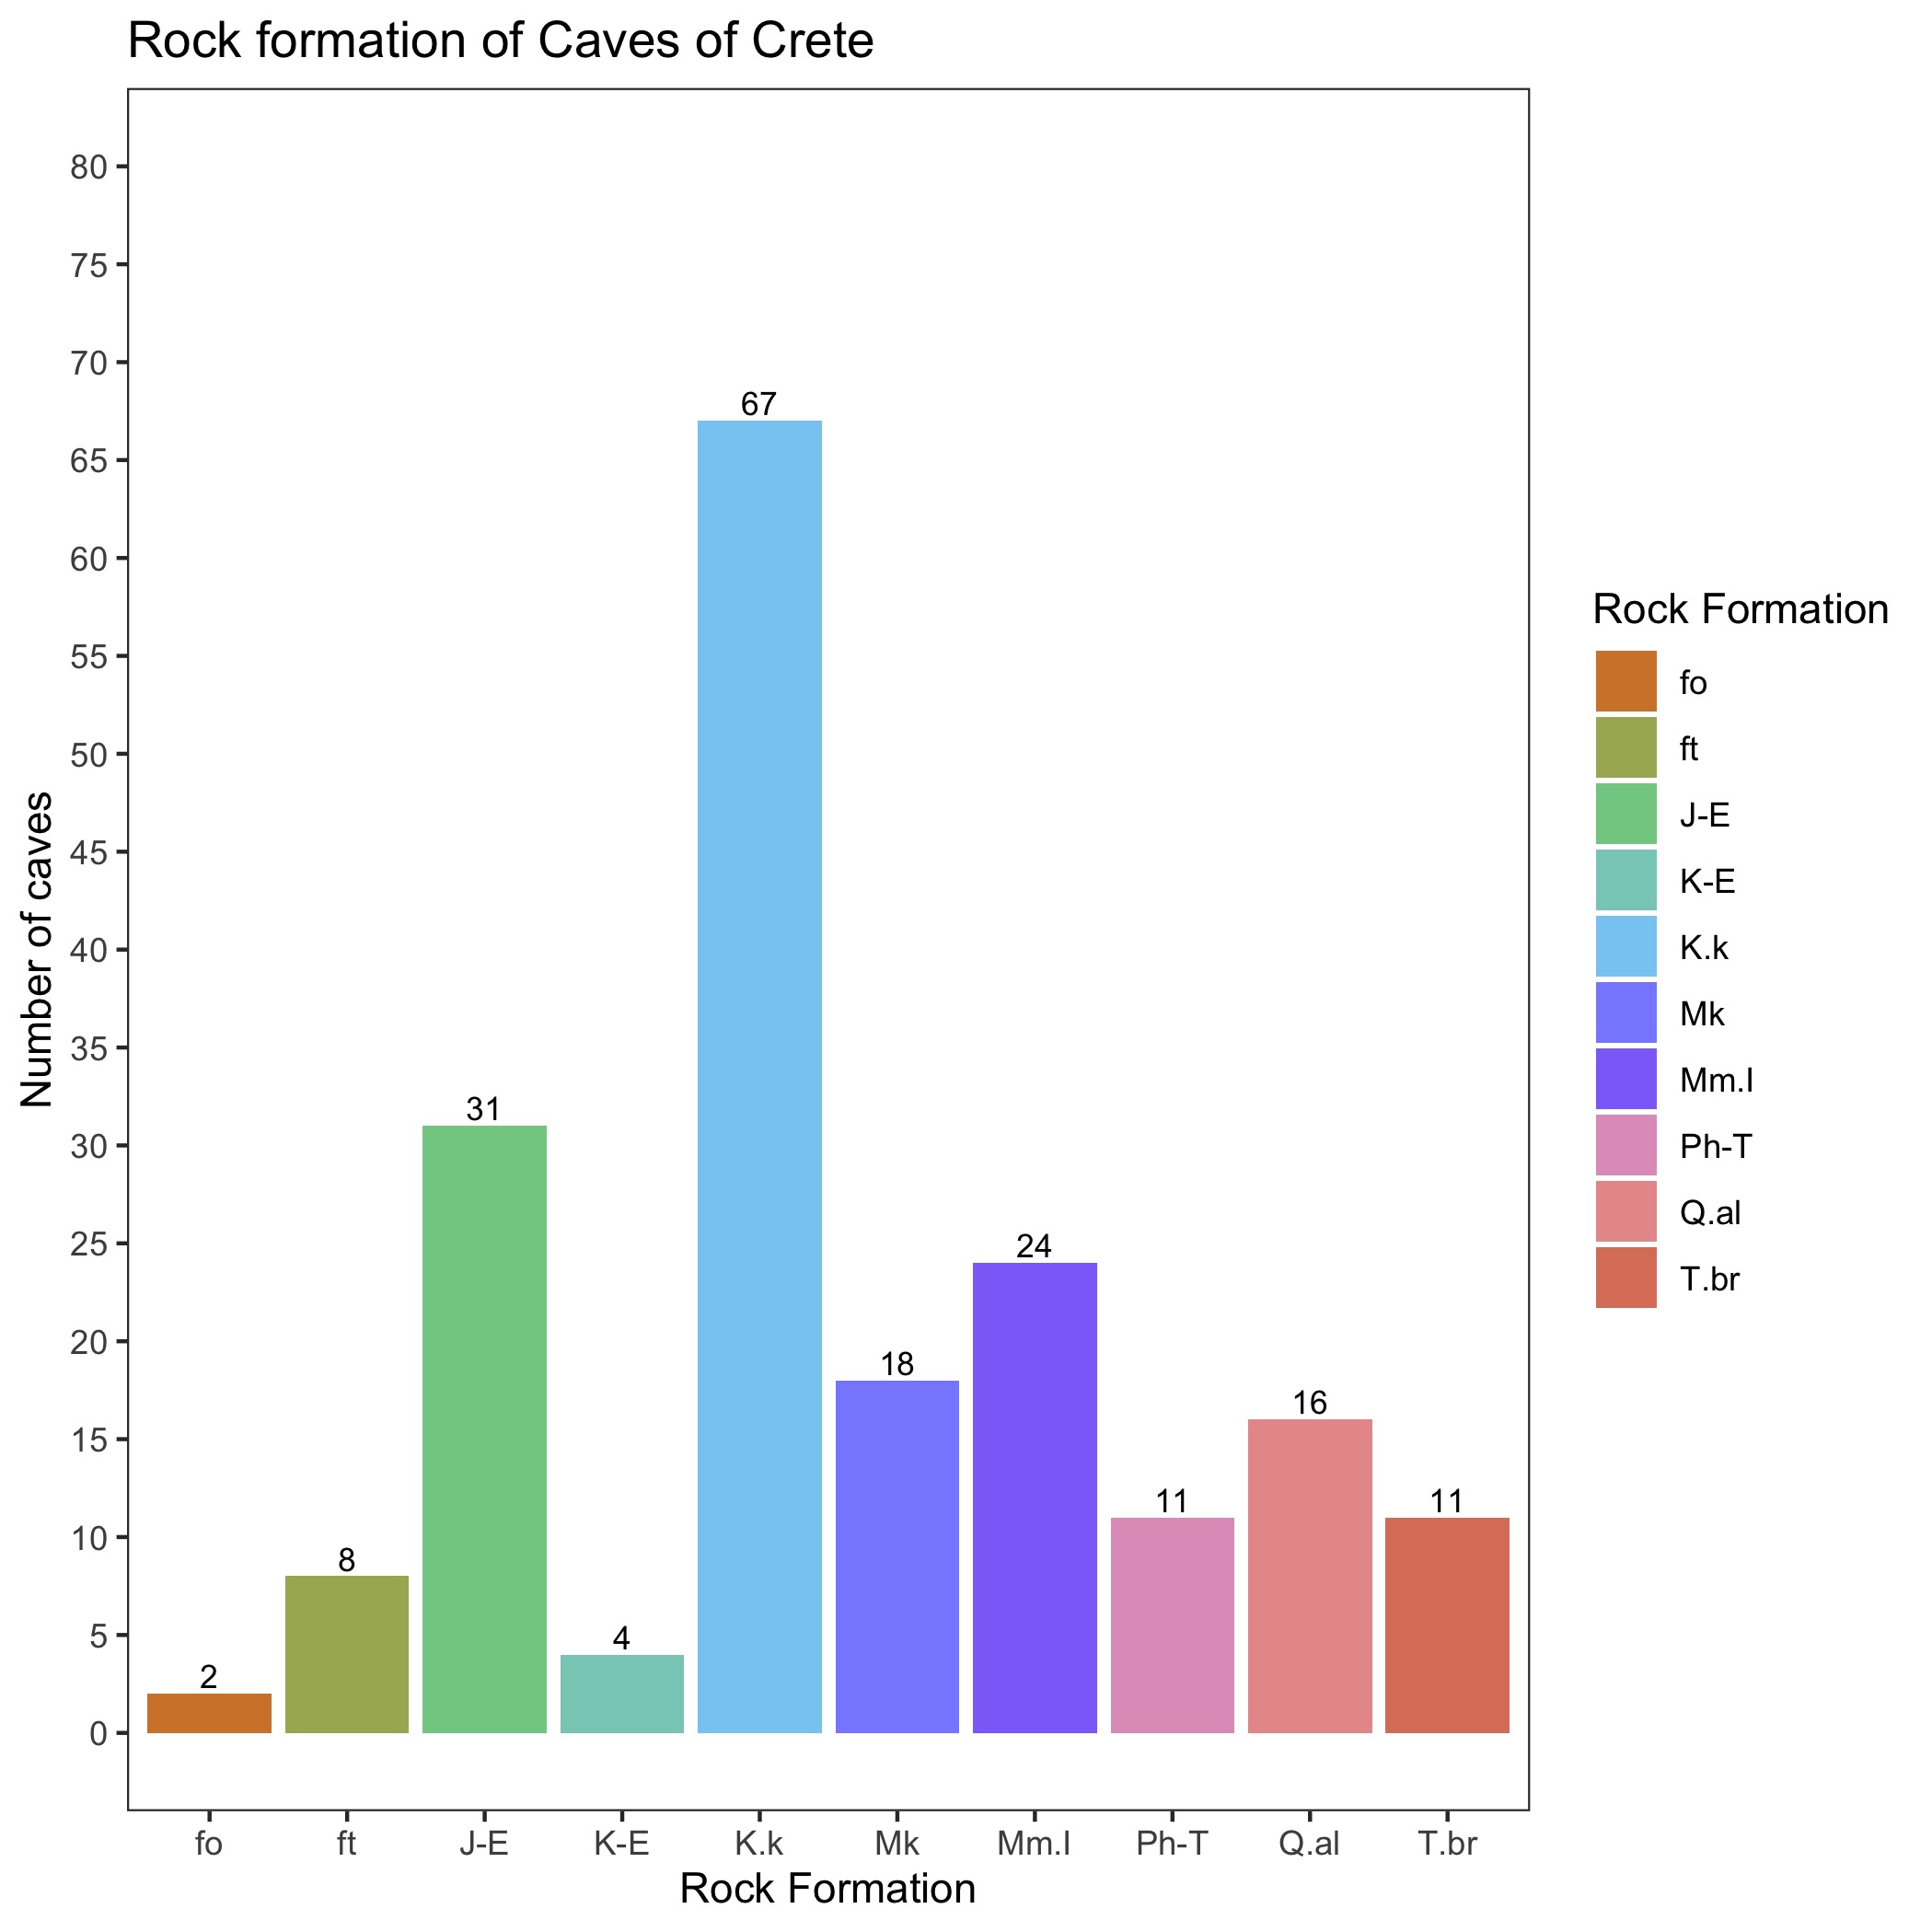 Rock formation of Caves of Crete
80
75
70
65
60
55
50
45
40
35
30
25
20
15
10
5
0
Number of caves
2
8
31
4
67
18
24
11
16
11
fo ft J-E K-E K.k Mk Mm.I Ph-T Q.al T.br
Rock Formation
Rock Formation
fo
ft
J-E
K-E
K.k
Mk
Mm.I
Ph-T
Q.al
T.br